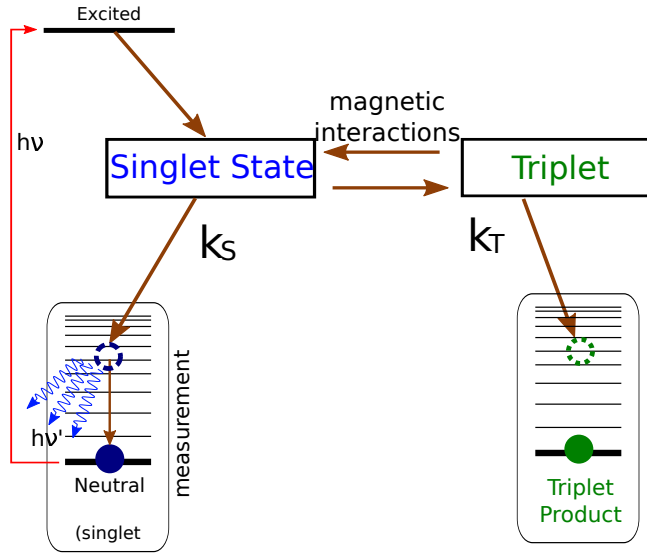 Excited
hν
magnetic
interactions
Singlet State
Triplet
kS
kT
measurement
hν'
Neutral
(singlet
Triplet
Product